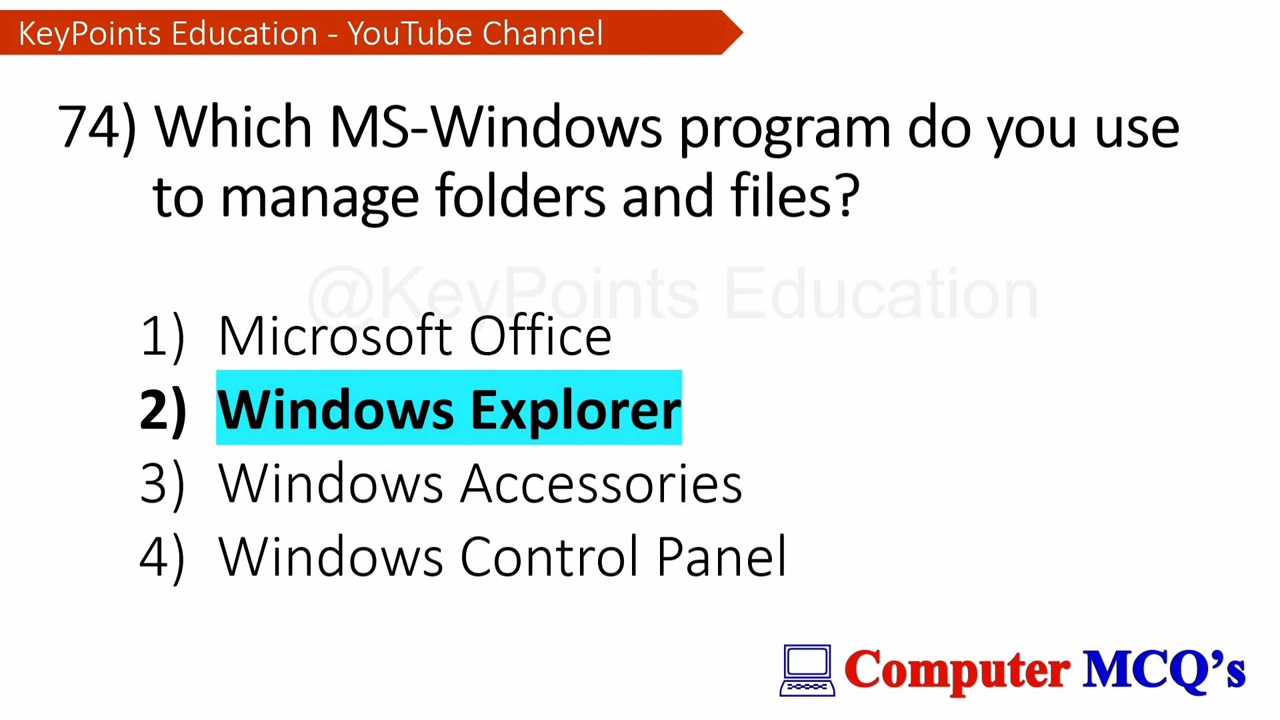 KeyPoints Education - YouTube Channel
74) Which MS-Windows program do you use
to manage folders and files?
@KeyPoints Education
1) Microsoft Office
2) Windows Explorer
3) Windows Accessories
4) Windows Control Panel
Computer MCQ's